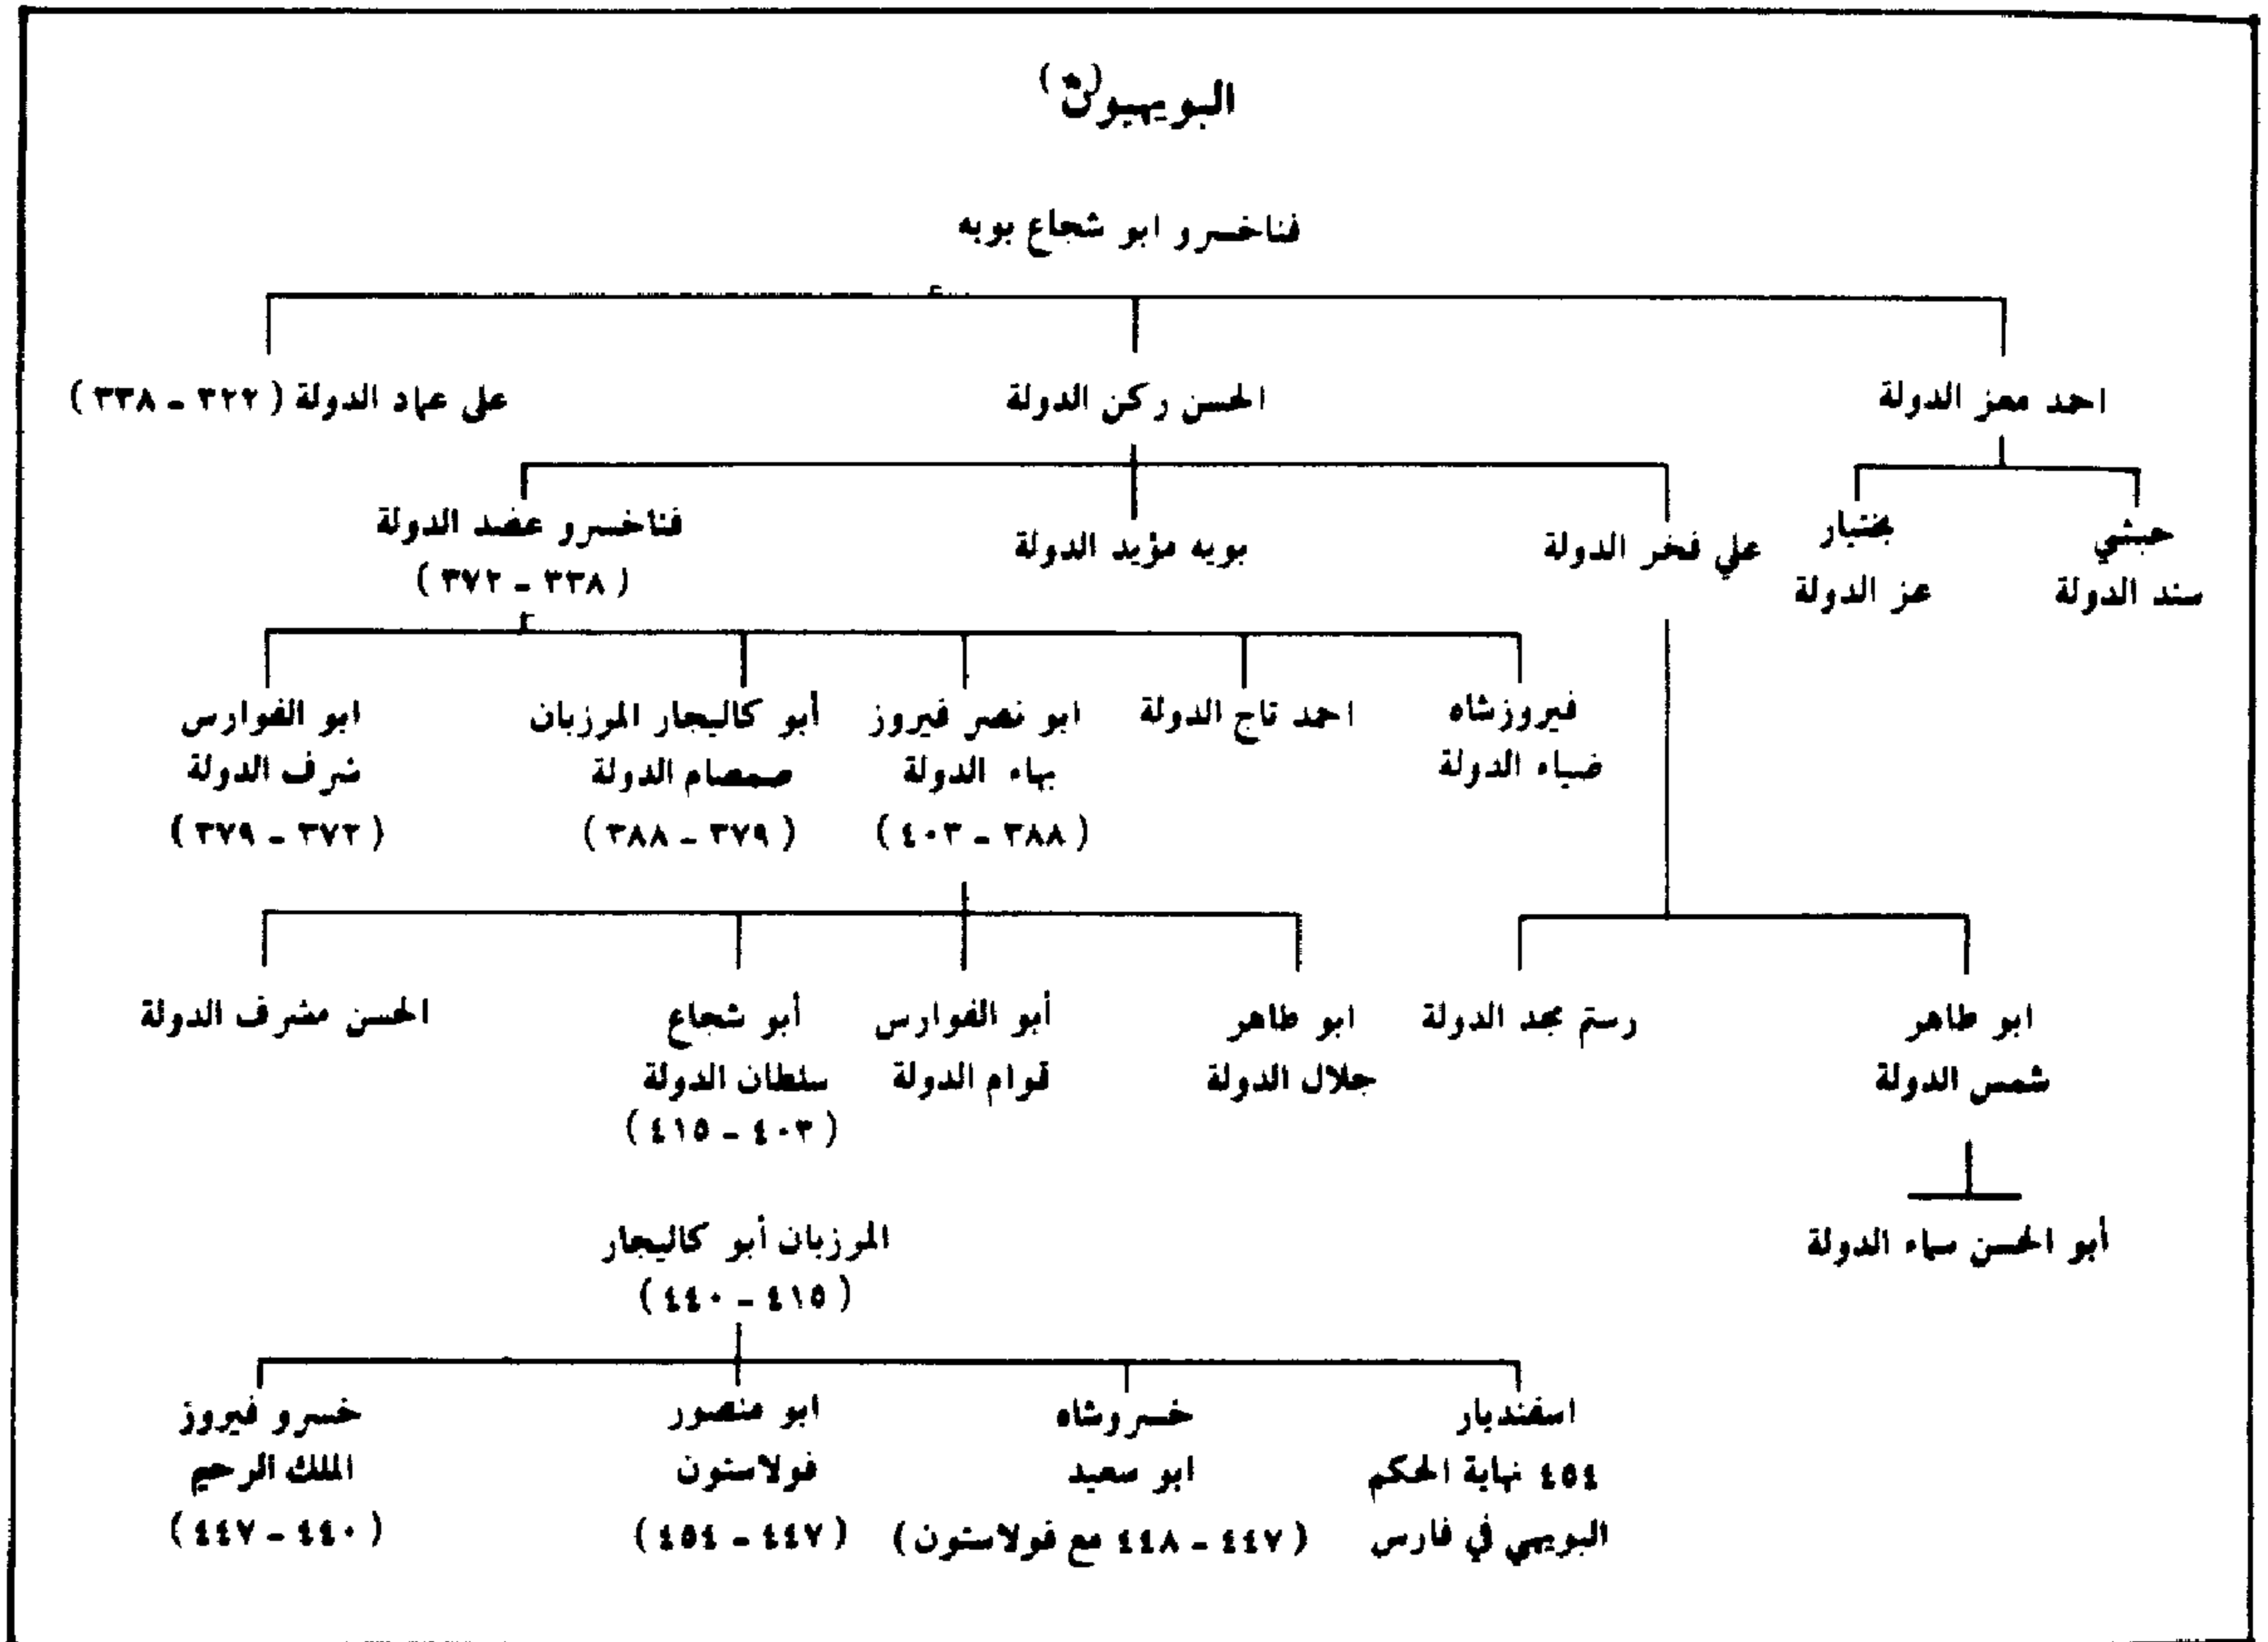 البويهيون(*)
فناخسرو ابو شجاع بويه
احمد معز الدولة
الحسن ركن الدولة
على عماد الدولة (٣٢٢ - ٣٣٨)
حبشي
سند الدولة
بختيار
عز الدولة
علي فخر الدولة
بويه مؤيد الدولة
فناخسرو عضد الدولة
(٣٣٨ - ٣٧٢)
فيروزشاه
ضياء الدولة
احمد تاج الدولة
ابو نصر فيروز
بهاء الدولة
(٣٨٨ - ٤٠٣)
أبو كاليجار المرزبان
صمصام الدولة
(٣٧٩ - ٣٨٨)
ابو الفوارس
شرف الدولة
(٣٧٢ - ٣٧٩)
ابو طاهر
شمس الدولة
رستم مجد الدولة
ابو طاهر
جلال الدولة
أبو الفوارس
قوام الدولة
أبو شجاع
سلطان الدولة
(٤٠٣ - ٤١٥)
الحسن مشرف الدولة
أبو الحسن سماء الدولة
المرزبان أبو كاليجار
(٤١٥ - ٤٤٠)
اسفنديار
٤٥٤ نهاية الحكم
البويهي في فارس
خسروشاه
ابو سعيد
(٤٤٧ - ٤٤٨ مع فولاستون)
ابو منصور
فولاستون
(٤٤٧ - ٤٥٤)
خسرو فيروز
الملك الرحيم
(٤٤٠ - ٤٤٧)